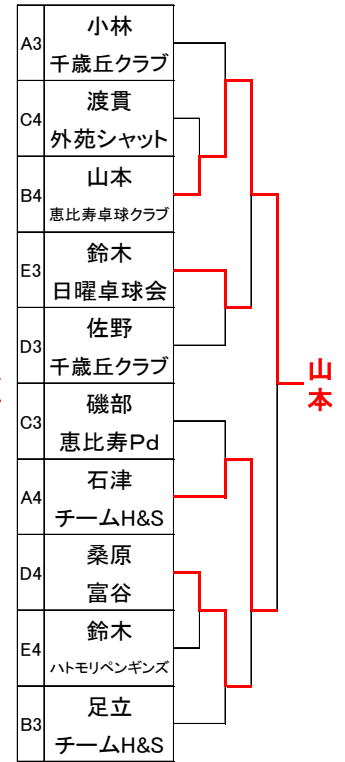 A3
小林
千歳丘クラブ
C4
渡貫
外苑シャット
B4
山本
恵比寿卓球クラブ
E3
鈴木
日曜卓球会
D3
佐野
千歳丘クラブ
C3
磯部
恵比寿Pd
A4
石津
チームH&S
D4
桑原
富谷
E4
鈴木
ハトモリペンギンズ
B3
足立
チームH&S
山本